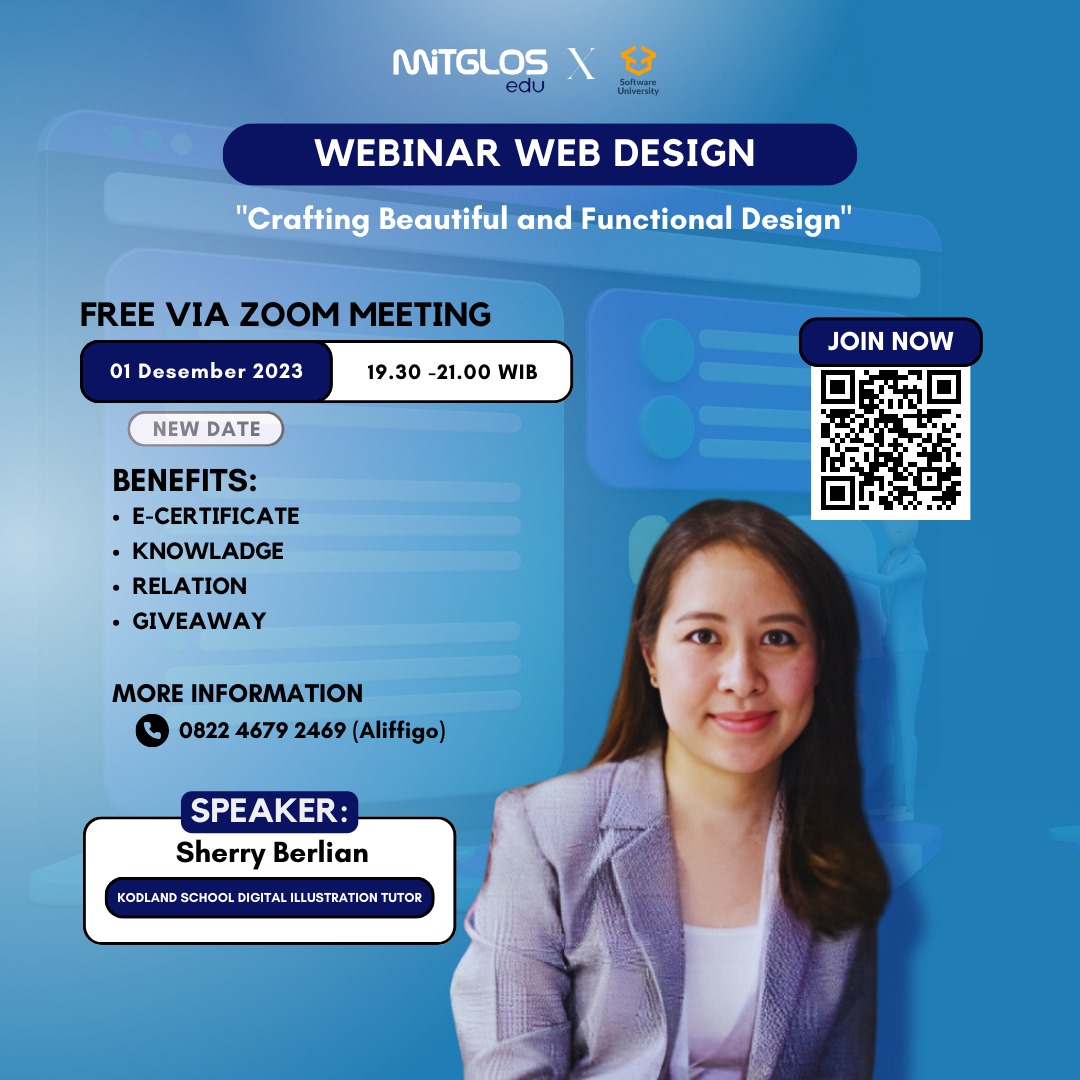 MiTGLOS
edu
X
Software
University
WEBINAR WEB DESIGN
"Crafting Beautiful and Functional Design"
FREE VIA ZOOM MEETING
01 Desember 2023
19.30 -21.00 WIB
NEW DATE
JOIN NOW
BENEFITS:
• E-CERTIFICATE
• KNOWLADGE
• RELATION
• GIVEAWAY
MORE INFORMATION
0822 4679 2469 (Aliffigo)
SPEAKER:
Sherry Berlian
KODLAND SCHOOL DIGITAL ILLUSTRATION TUTOR